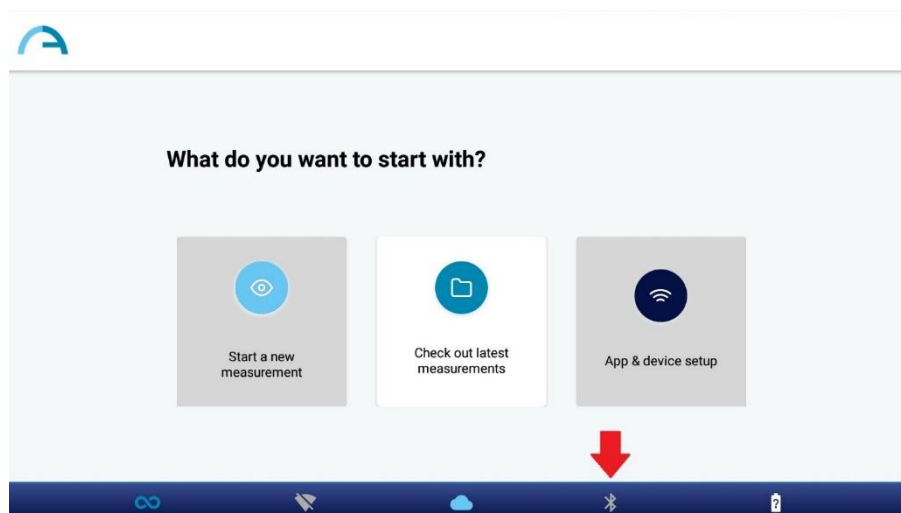 What do you want to start with?
Start a new
measurement
Check out latest
measurements
App & device setup
?